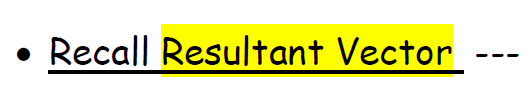 • Recall Resultant Vector ---